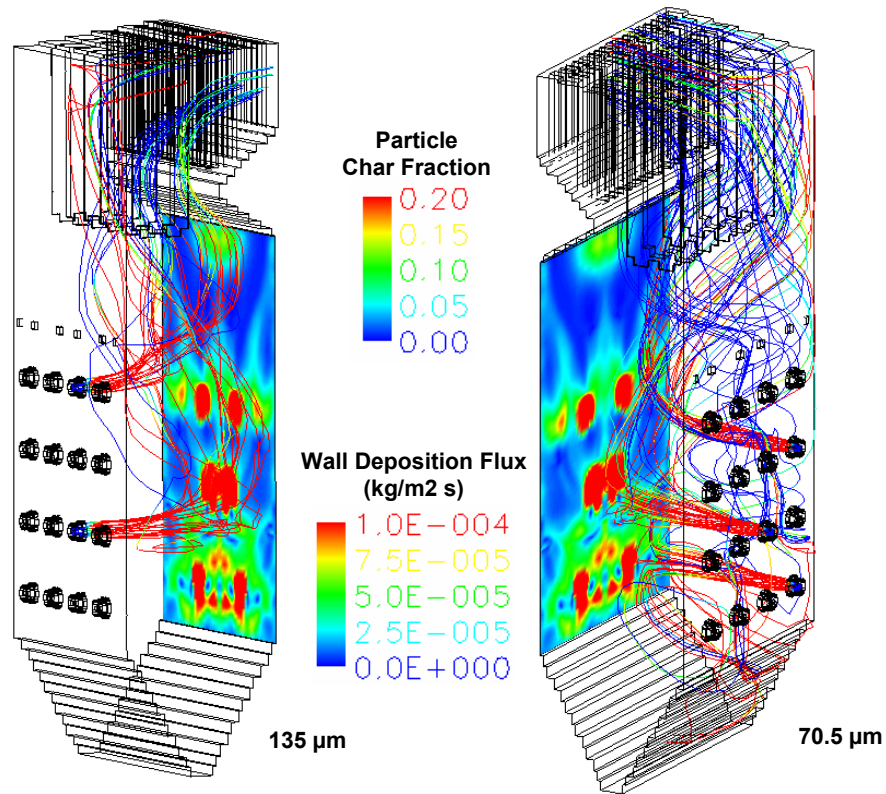 Particle
Char Fraction
0.20
0.15
0.10
0.05
0.00
Wall Deposition Flux
(kg/m2 s)
1.0E-004
7.5E-005
5.0E-005
2.5E-005
0.0E+000
135 µm
70.5 µm